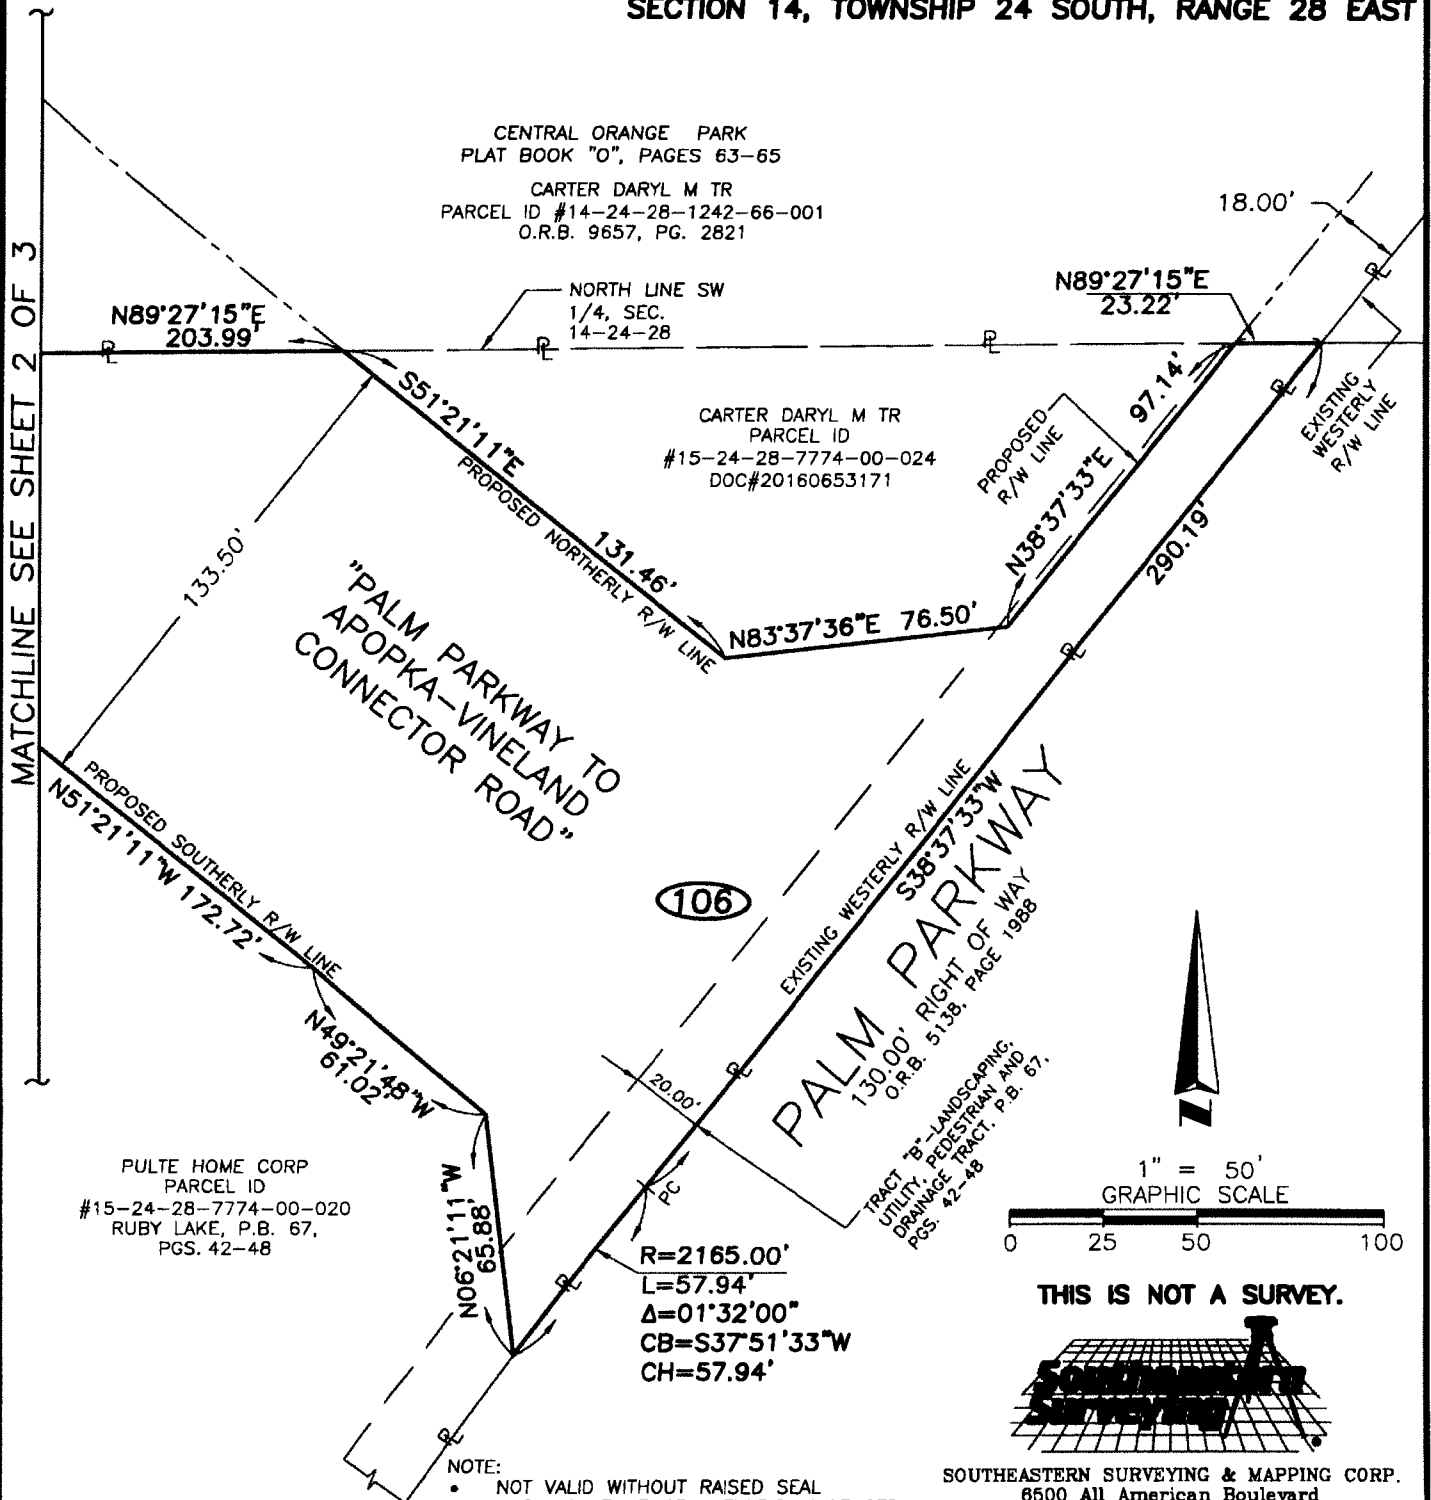 SECTION 14, TOWNSHIP 24 SOUTH, RANGE 28 EAST
CENTRAL ORANGE PARK
PLAT BOOK "O", PAGES 63-65
CARTER DARYL M TR
PARCEL ID #14-24-28-1242-66-001
O.R.B. 9657, PG. 2821
18.00'
MATCHLINE SEE SHEET 2 OF 3
N89°27'15"E
203.99'
NORTH LINE SW
1/4, SEC.
14-24-28
N89°27'15"E
23.22'
EXISTING
WESTERLY
R/W LINE
S51°21'11"E
131.46'
PROPOSED NORTHERLY R/W LINE
CARTER DARYL M TR
PARCEL ID
#15-24-28-7774-00-024
DOC#20160653171
PROPOSED
R/W LINE
N38°37'33"E
97.14'
290.19'
133.50'
"PALM PARKWAY TO
APOPKA-VINELAND
CONNECTOR ROAD"
N83°37'36"E 76.50'
PROPOSED SOUTHERLY R/W LINE
N51°21'11"W 172.72'
106
EXISTING WESTERLY R/W LINE
S38°37'33"W
PALM PARKWAY
130.00' RIGHT OF WAY
O.R.B. 5138, PAGE 1988
N49°21'48"W
61.02'
20.00'
TRACT "B"-LANDSCAPING,
UTILITY, PEDESTRIAN AND
DRAINAGE TRACT, P.B. 67,
PGS. 42-48
PULTE HOME CORP
PARCEL ID
#15-24-28-7774-00-020
RUBY LAKE, P.B. 67,
PGS. 42-48
N06°21'11"W
65.88'
PC
R=2165.00'
L=57.94'
Δ=01°32'00"
CB=S37°51'33"W
CH=57.94'
1" = 50'
GRAPHIC SCALE
0 25 50 100
THIS IS NOT A SURVEY.
Southeastern
Surveying
SOUTHEASTERN SURVEYING & MAPPING CORP.
6500 All American Boulevard
NOTE:
• NOT VALID WITHOUT RAISED SEAL